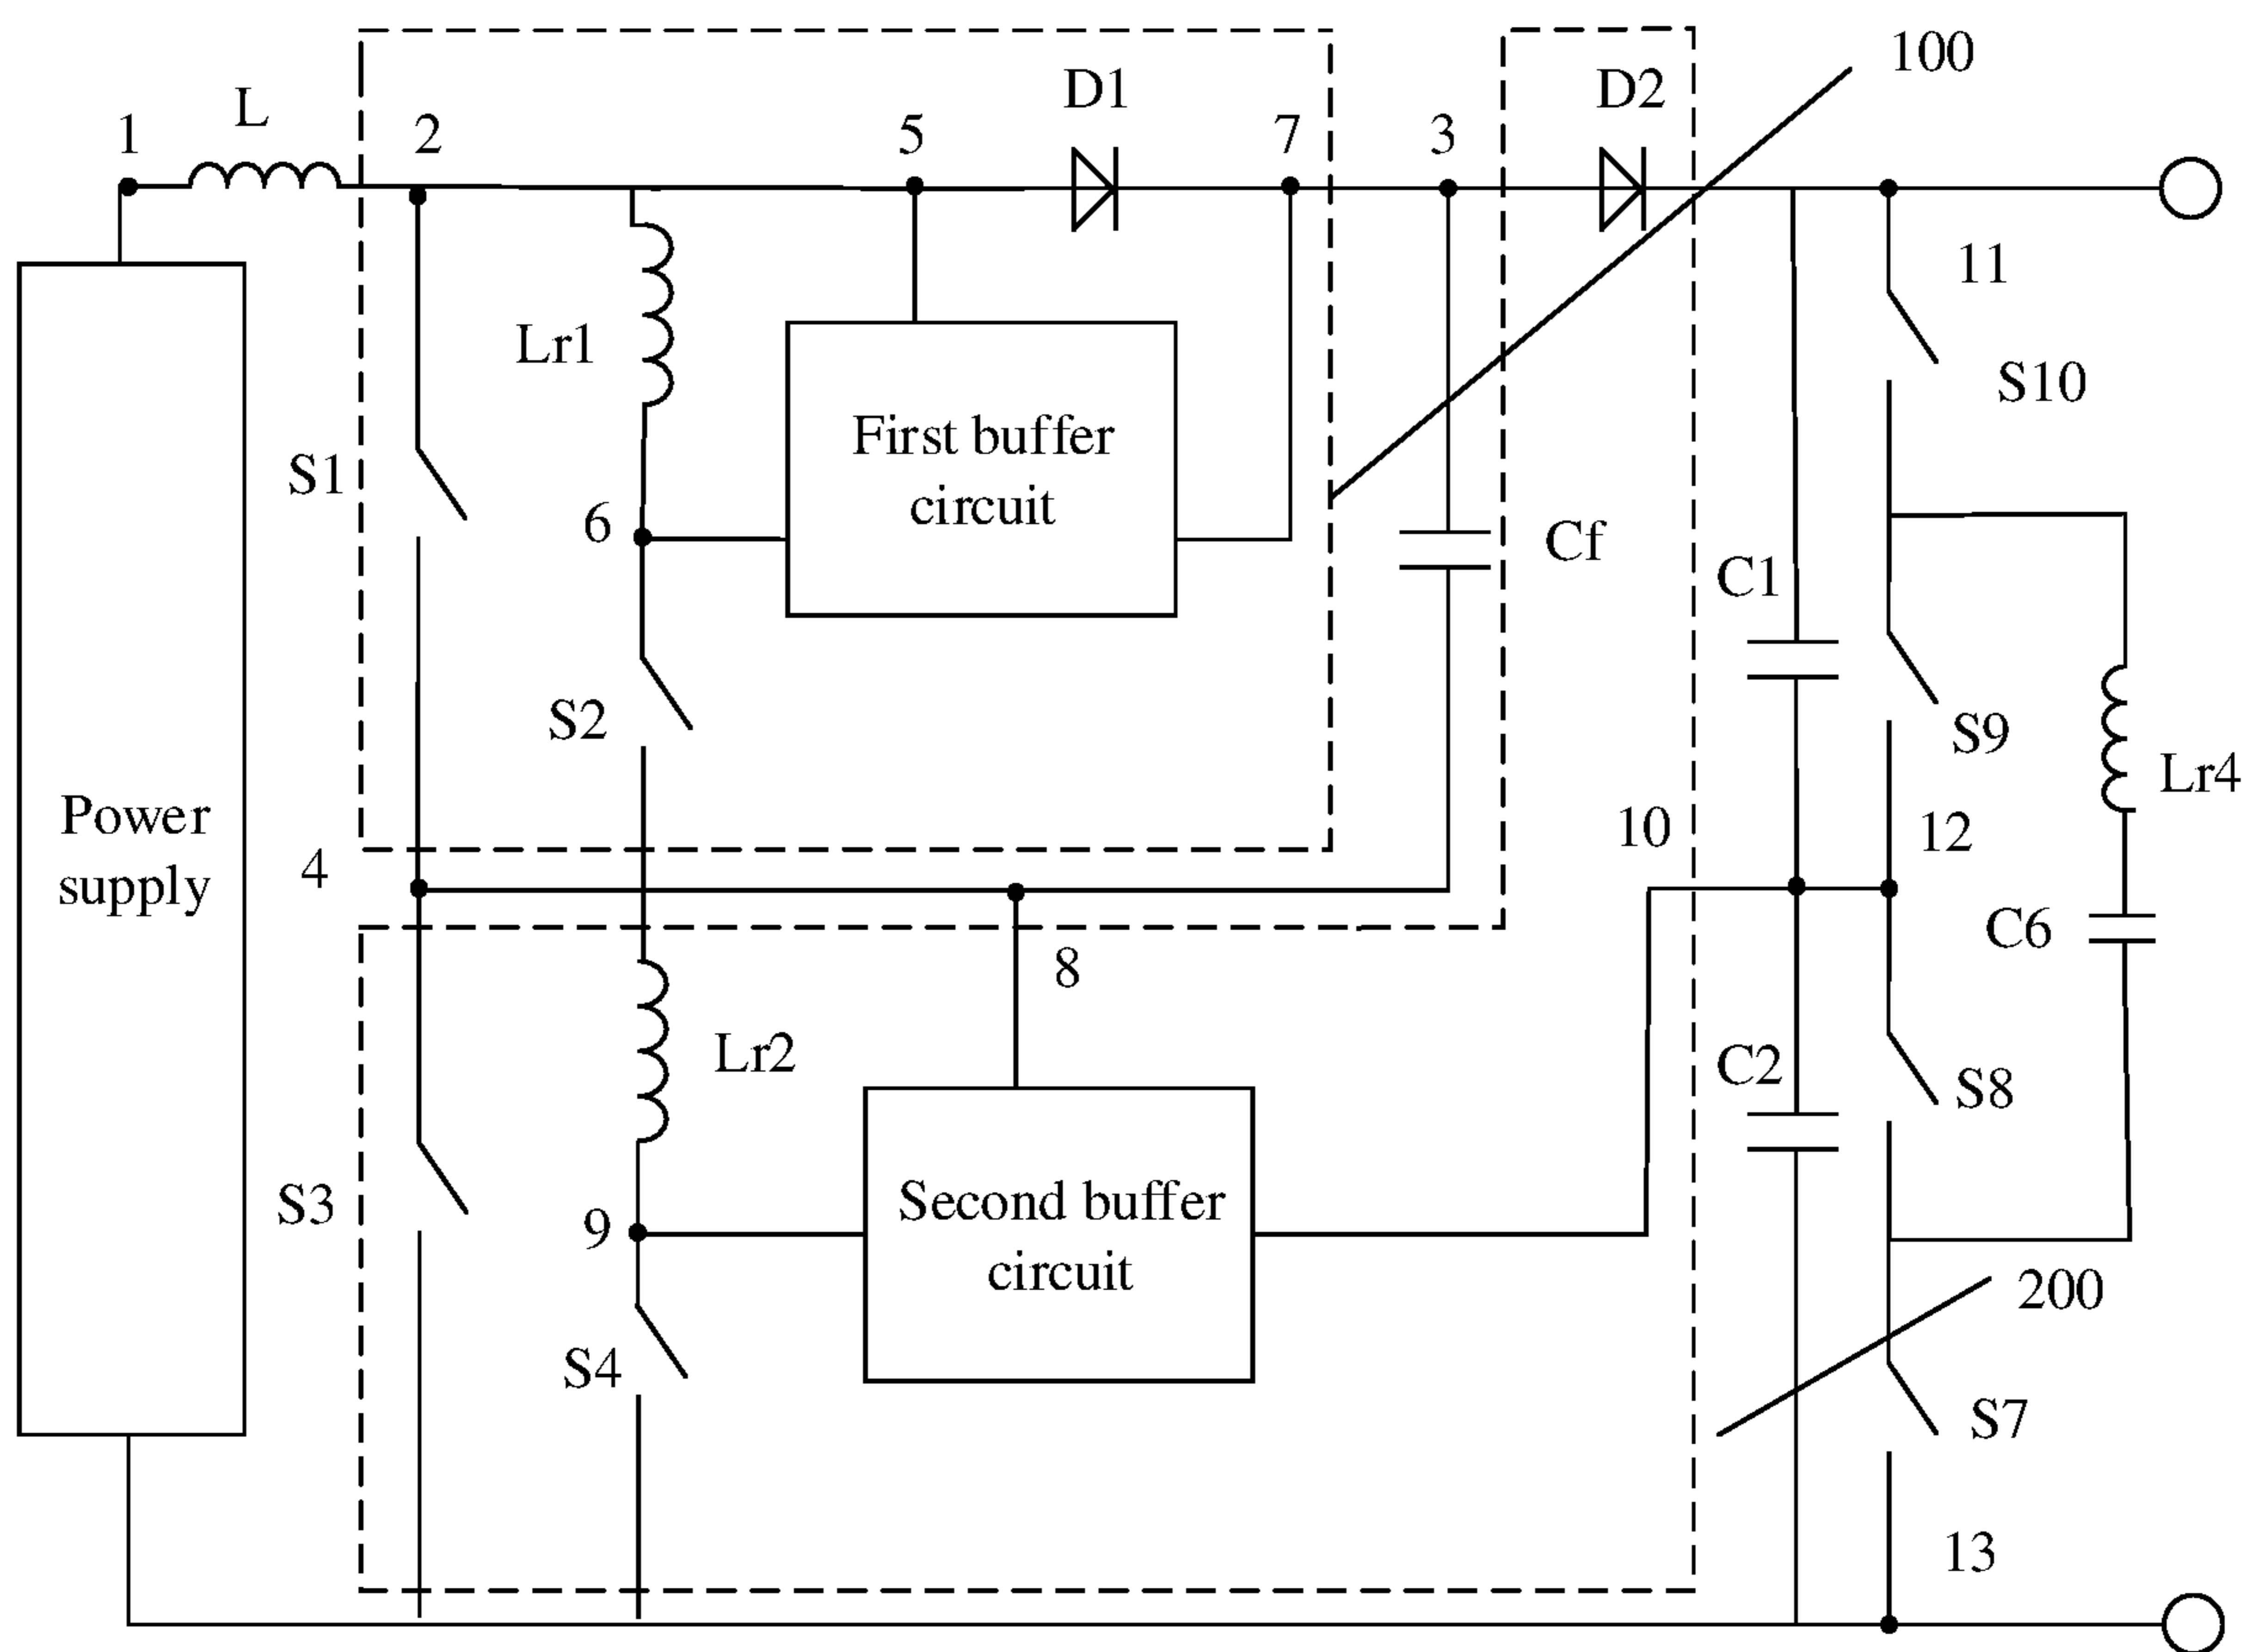 100
D1
D2
L
1
2
5
7
3
11
Lr1
S10
First buffer
circuit
S1
6
Cf
C1
S2
S9
Lr4
Power
supply
10
12
4
C6
8
Lr2
C2
S8
Second buffer
circuit
S3
9
200
S4
S7
13